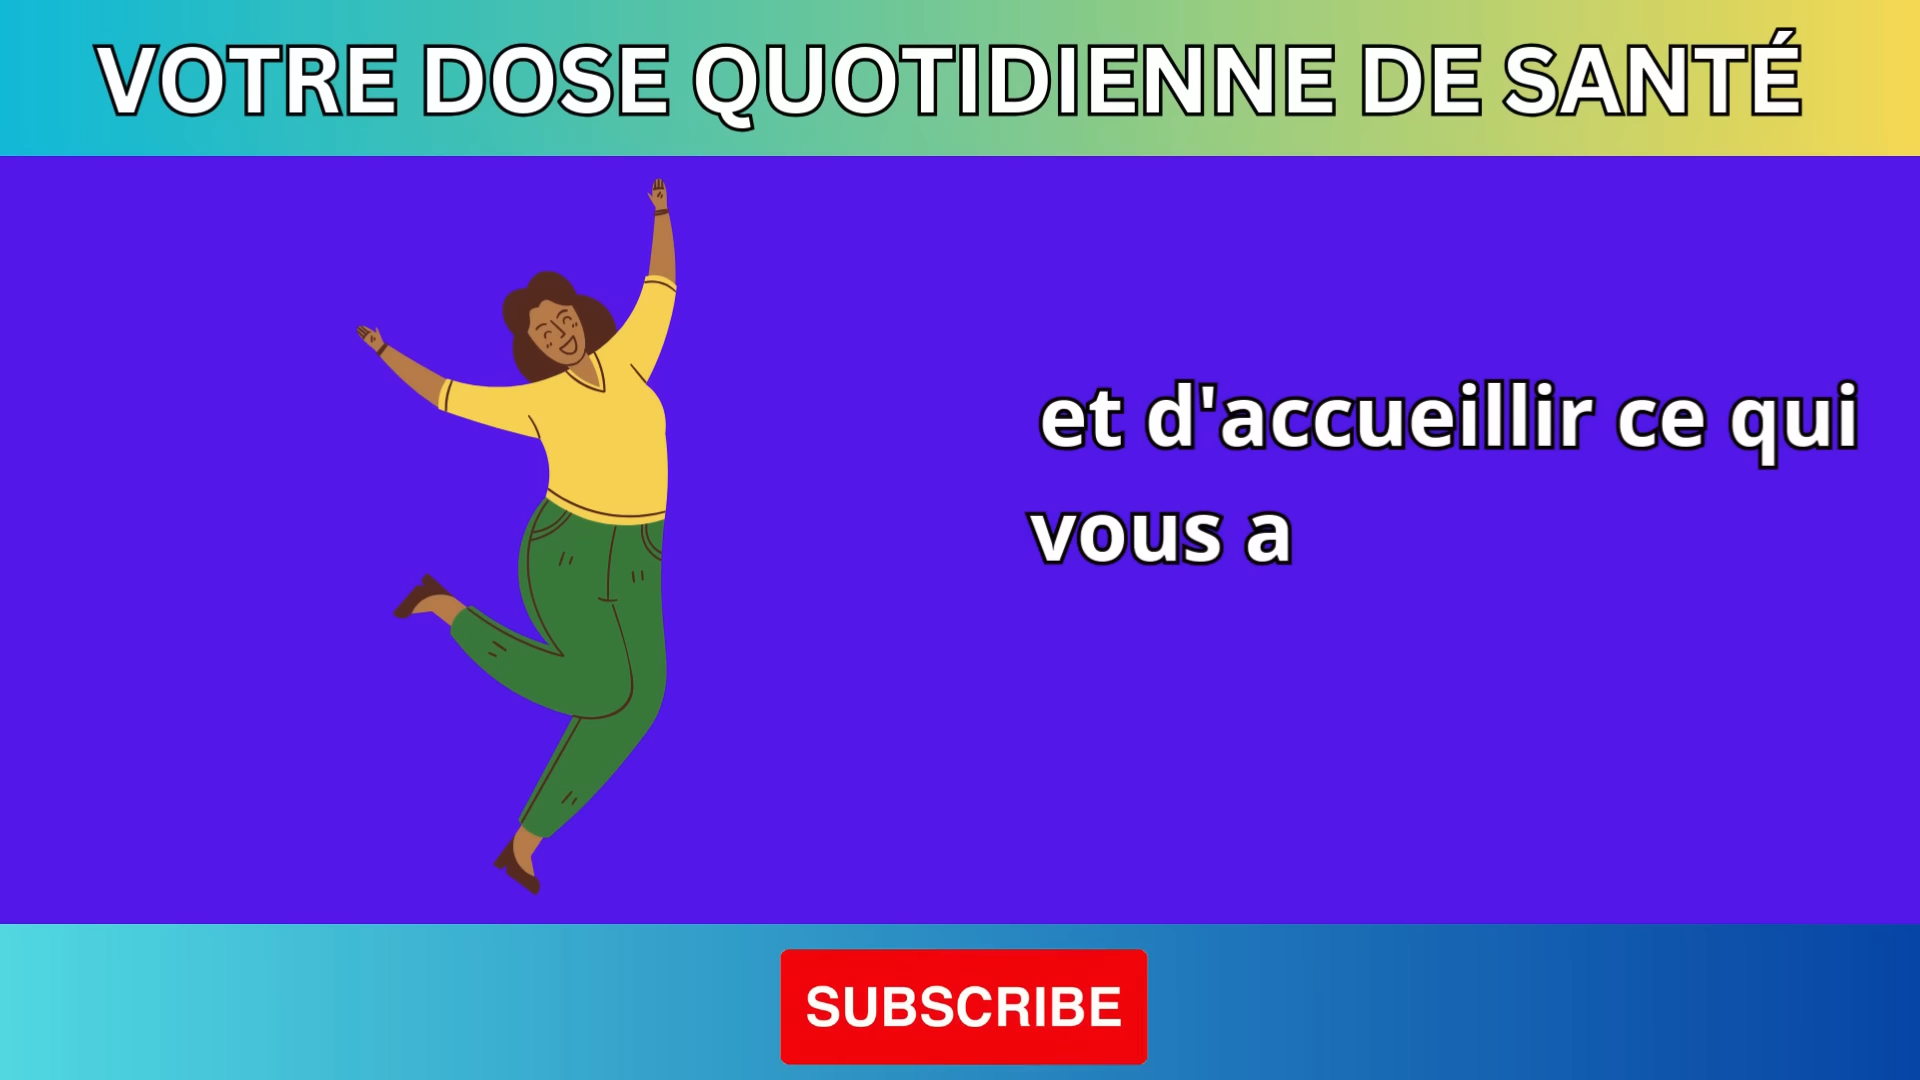 VOTRE DOSE QUOTIDIENNE DE SANTÉ
et d'accueillir ce qui
vous a
SUBSCRIBE